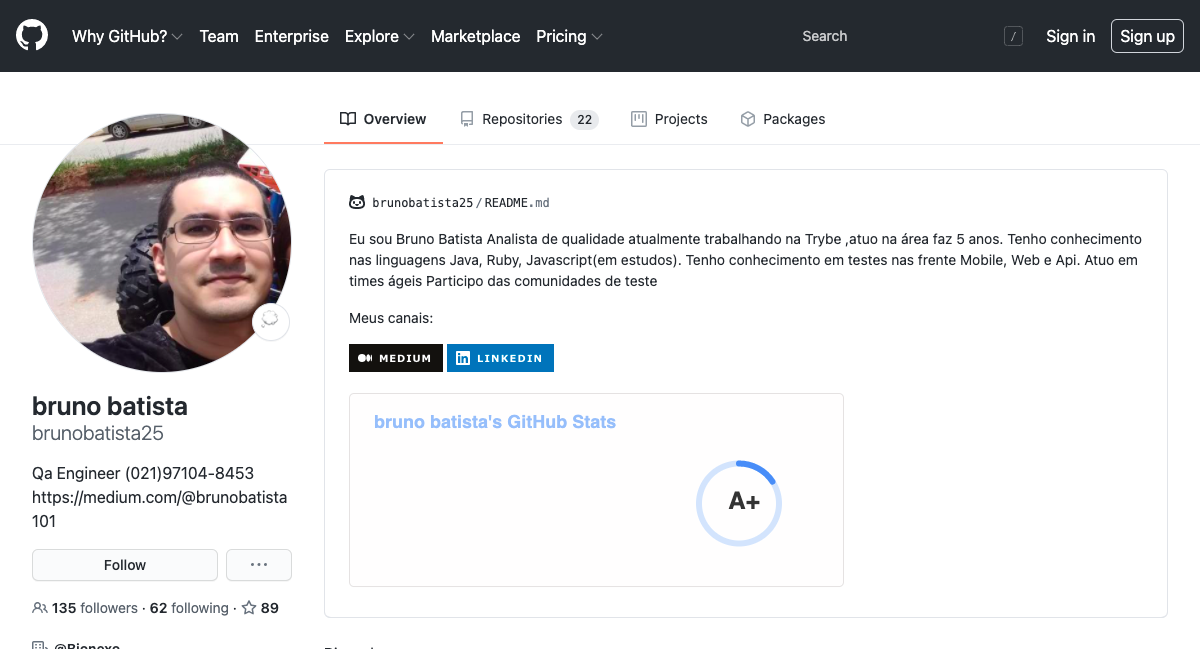 Why GitHub? Team Enterprise Explore Marketplace Pricing Search / Sign in Sign up
Overview Repositories 22 Projects Packages
brunobatista25/README.md
Eu sou Bruno Batista Analista de qualidade atualmente trabalhando na Trybe ,atuo na área faz 5 anos. Tenho conhecimento
nas linguagens Java, Ruby, Javascript(em estudos). Tenho conhecimento em testes nas frente Mobile, Web e Api. Atuo em
times ágeis Participo das comunidades de teste
Meus canais:
MEDIUM LINKEDIN
bruno batista's GitHub Stats
A+
bruno batista
brunobatista25
Qa Engineer (021)97104-8453
https://medium.com/@brunobatista
101
Follow ...
135 followers · 62 following · 89